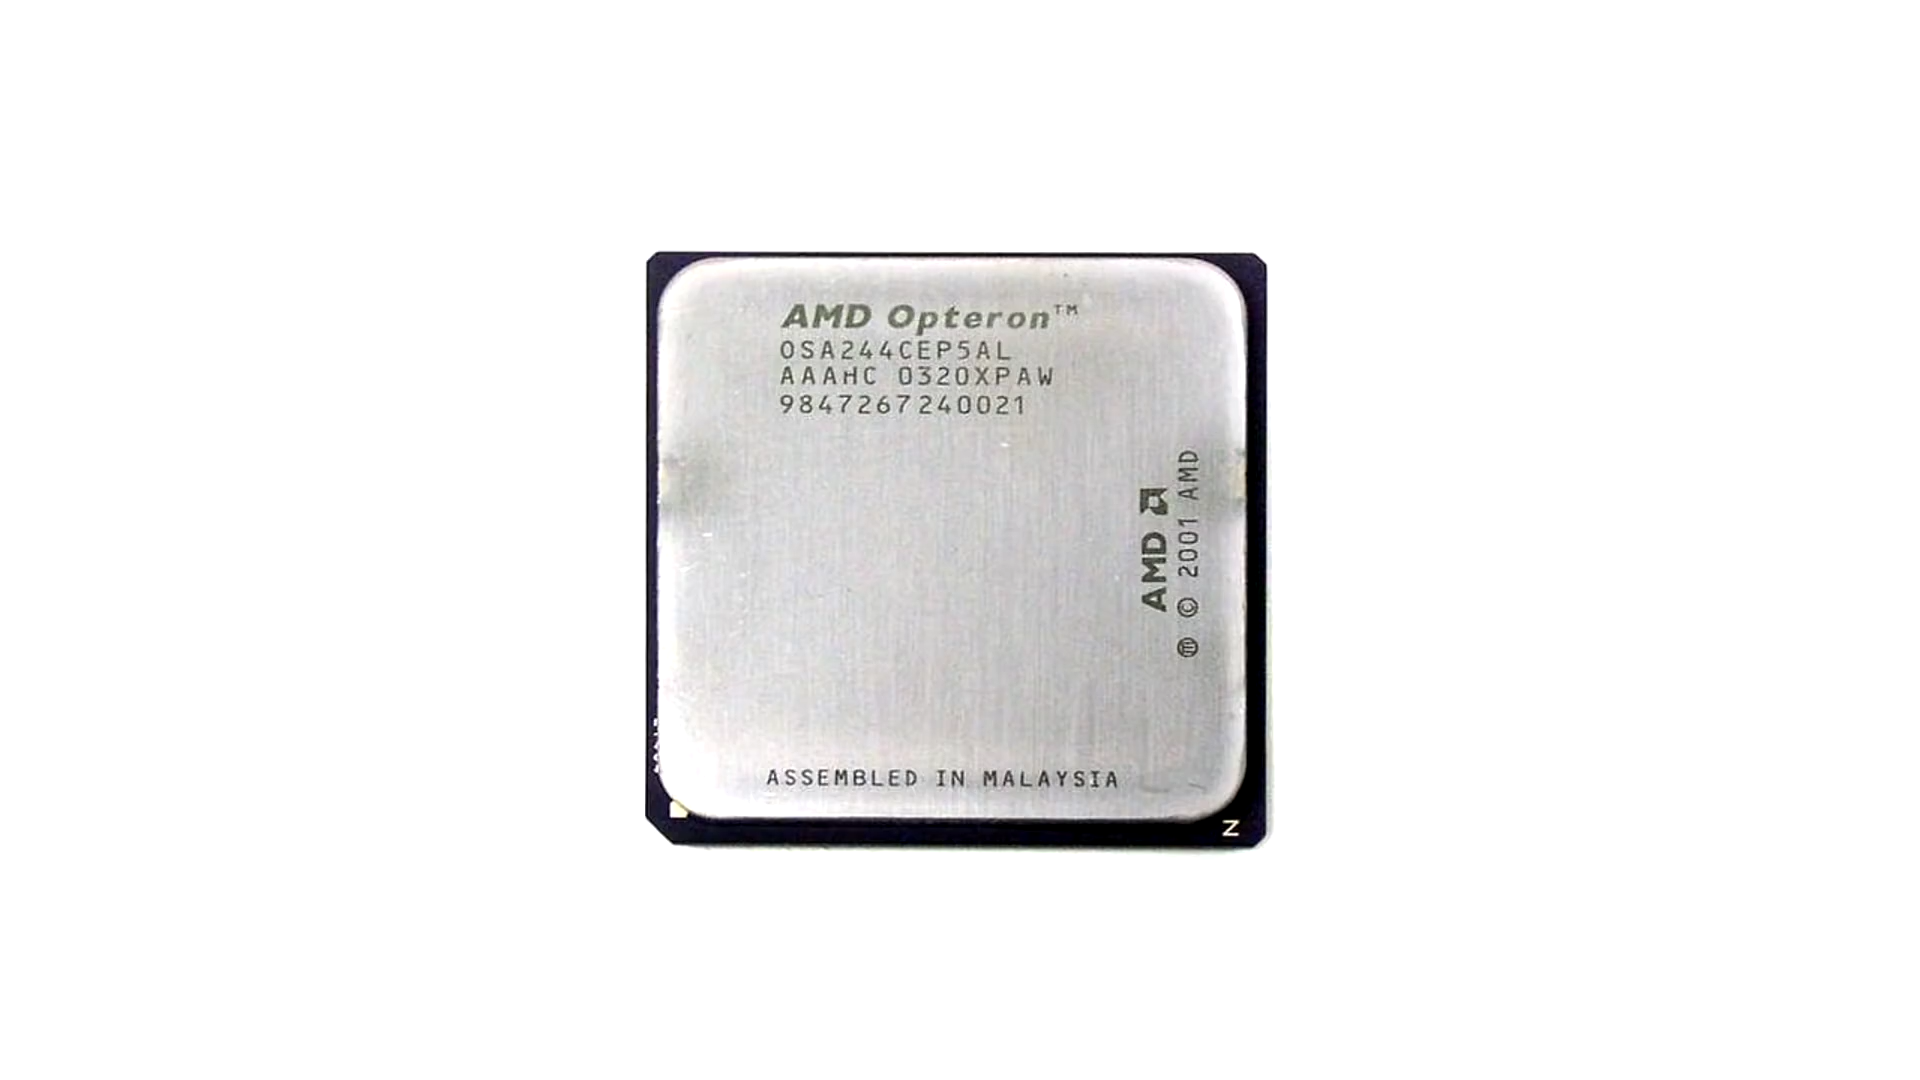 AMD Opteron™
OSA244CEP5AL
AAAHC 0320XPAW
9847267240021
AMD
Ⓜ © 2001 AMD
ASSEMBLED IN MALAYSIA
Z